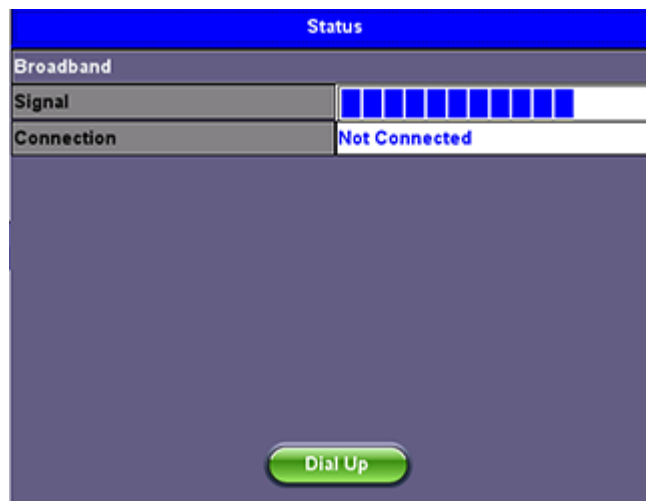 Status
Broadband
Signal
Connection Not Connected
Dial Up